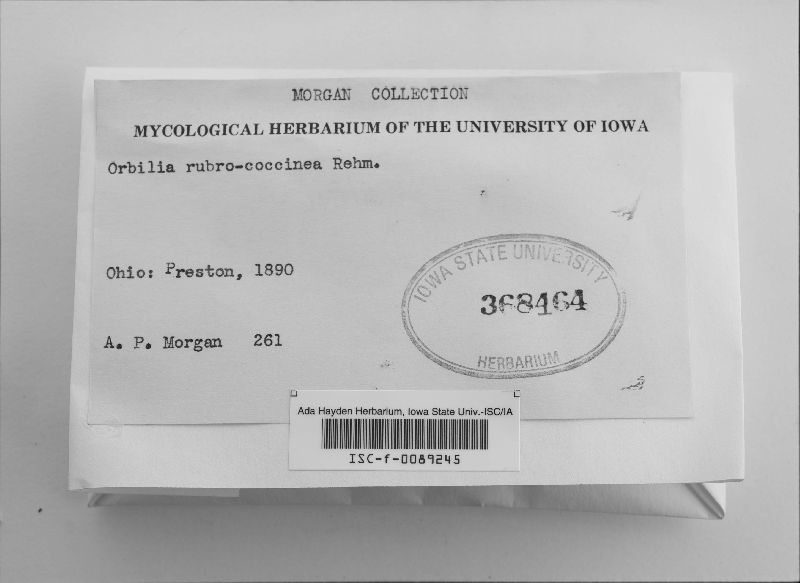 MORGAN COLLECTION
MYCOLOGICAL HERBARIUM OF THE UNIVERSITY OF IOWA
Orbilia rubro-coccinea Rehm.
Ohio: Preston, 1890
IOWA STATE UNIVERSITY
368464
HERBARIUM
A. P. Morgan 261
Ada Hayden Herbarium, Iowa State Univ.-ISC/IA
ISC-f-0089245